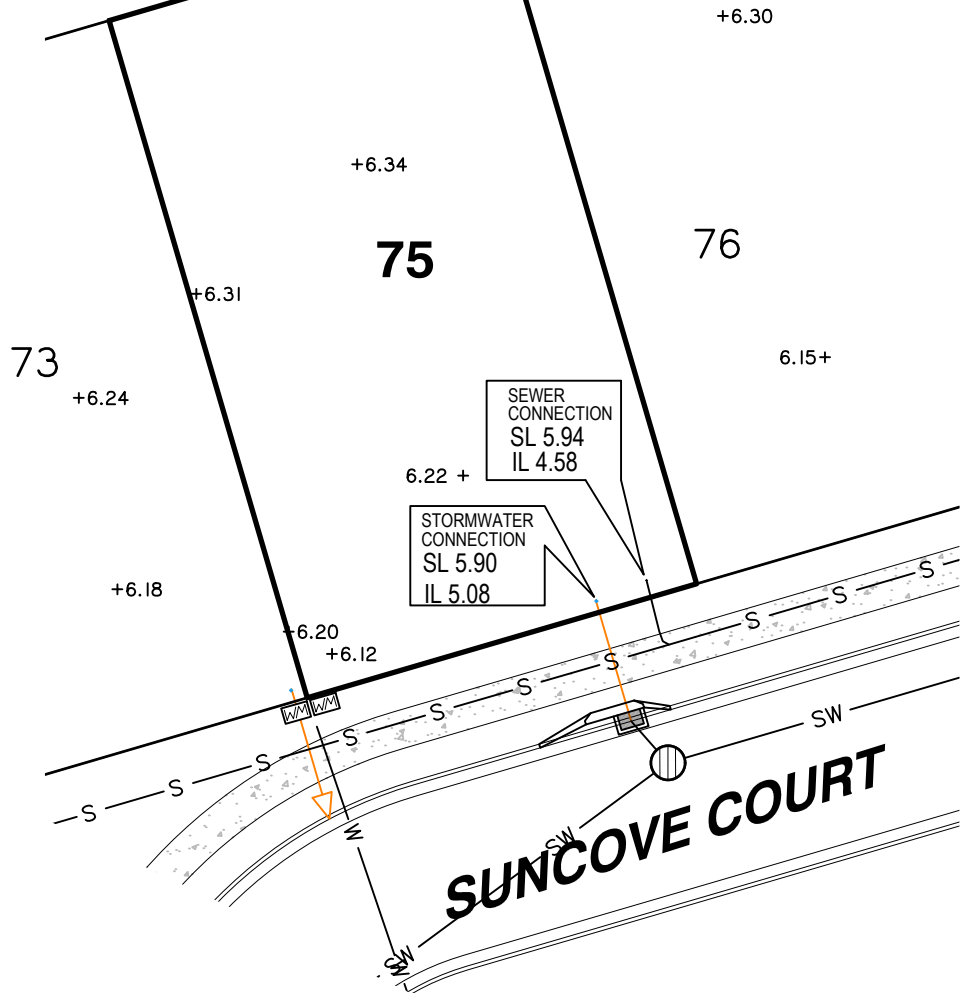 +6.30
+6.34
75
76
+6.31
73
6.15+
+6.24
SEWER
CONNECTION
SL 5.94
IL 4.58
6.22 +
STORMWATER
CONNECTION
SL 5.90
IL 5.08
+6.18
+6.20
+6.12
WM
WM
S
S
S
S
S
S
S
S
S
S
S
SW
W
SW
SW
W
SUNCOVE COURT